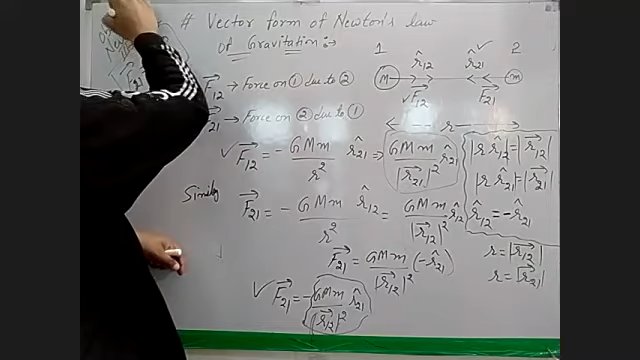 # Vector form of Newton's law
of Gravitation :-
1 2
r̂₁₂ r̂₂₁ ✓
M m
✓ F⃗₁₂ F⃗₂₁
F⃗₁₂ → Force on ① due to ②
F⃗₂₁ → Force on ② due to ①
← - - r - - →
✓ F⃗₁₂ = - GMm/r² r̂₂₁ ⇒ GMm/|r⃗₂₁|² r̂₂₁
|r r̂₁₂| = |r⃗₁₂|
|r r̂₂₁| = |r⃗₂₁|
r̂₁₂ = - r̂₂₁
r = |r⃗₁₂|
r = |r⃗₂₁|
F⃗₂₁ = - GMm/r² r̂₁₂ = GMm/|r⃗₁₂|² r̂₁₂
F⃗₂₁ = GMm/|r⃗₁₂|² (-r̂₂₁)
✓ F⃗₂₁ = - GMm/|r⃗₁₂|² r̂₂₁